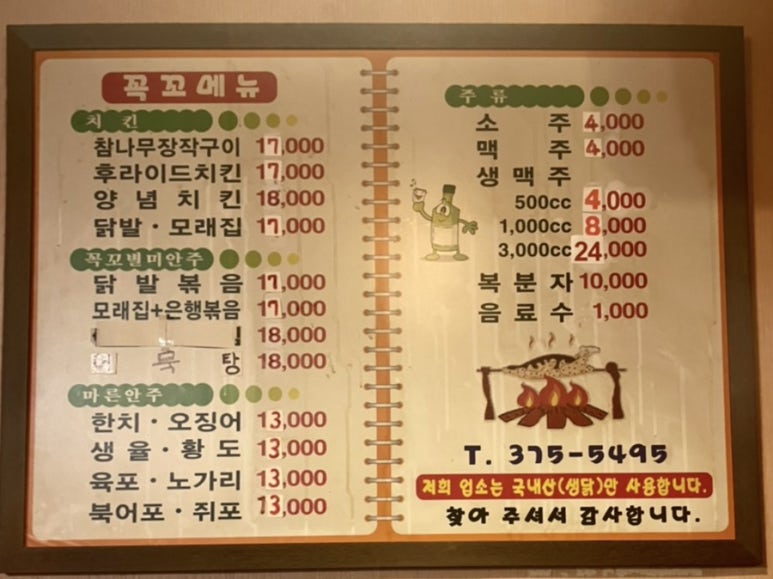 꼭꼬메뉴
치킨
참나무장작구이 17,000
후라이드치킨 17,000
양념치킨 18,000
닭발·모래집 17,000
꼭꼬별미안주
닭발볶음 17,000
모래집+은행볶음 17,000
18,000
어묵탕 18,000
마른안주
한치·오징어 13,000
생율·황도 13,000
육포·노가리 13,000
북어포·쥐포 13,000
주류
소주 4,000
맥주 4,000
생맥주
500cc 4,000
1,000cc 8,000
3,000cc 24,000
복분자 10,000
음료수 1,000
T. 375-5495
저희 업소는 국내산(생닭)만 사용합니다.
찾아 주셔서 감사합니다.